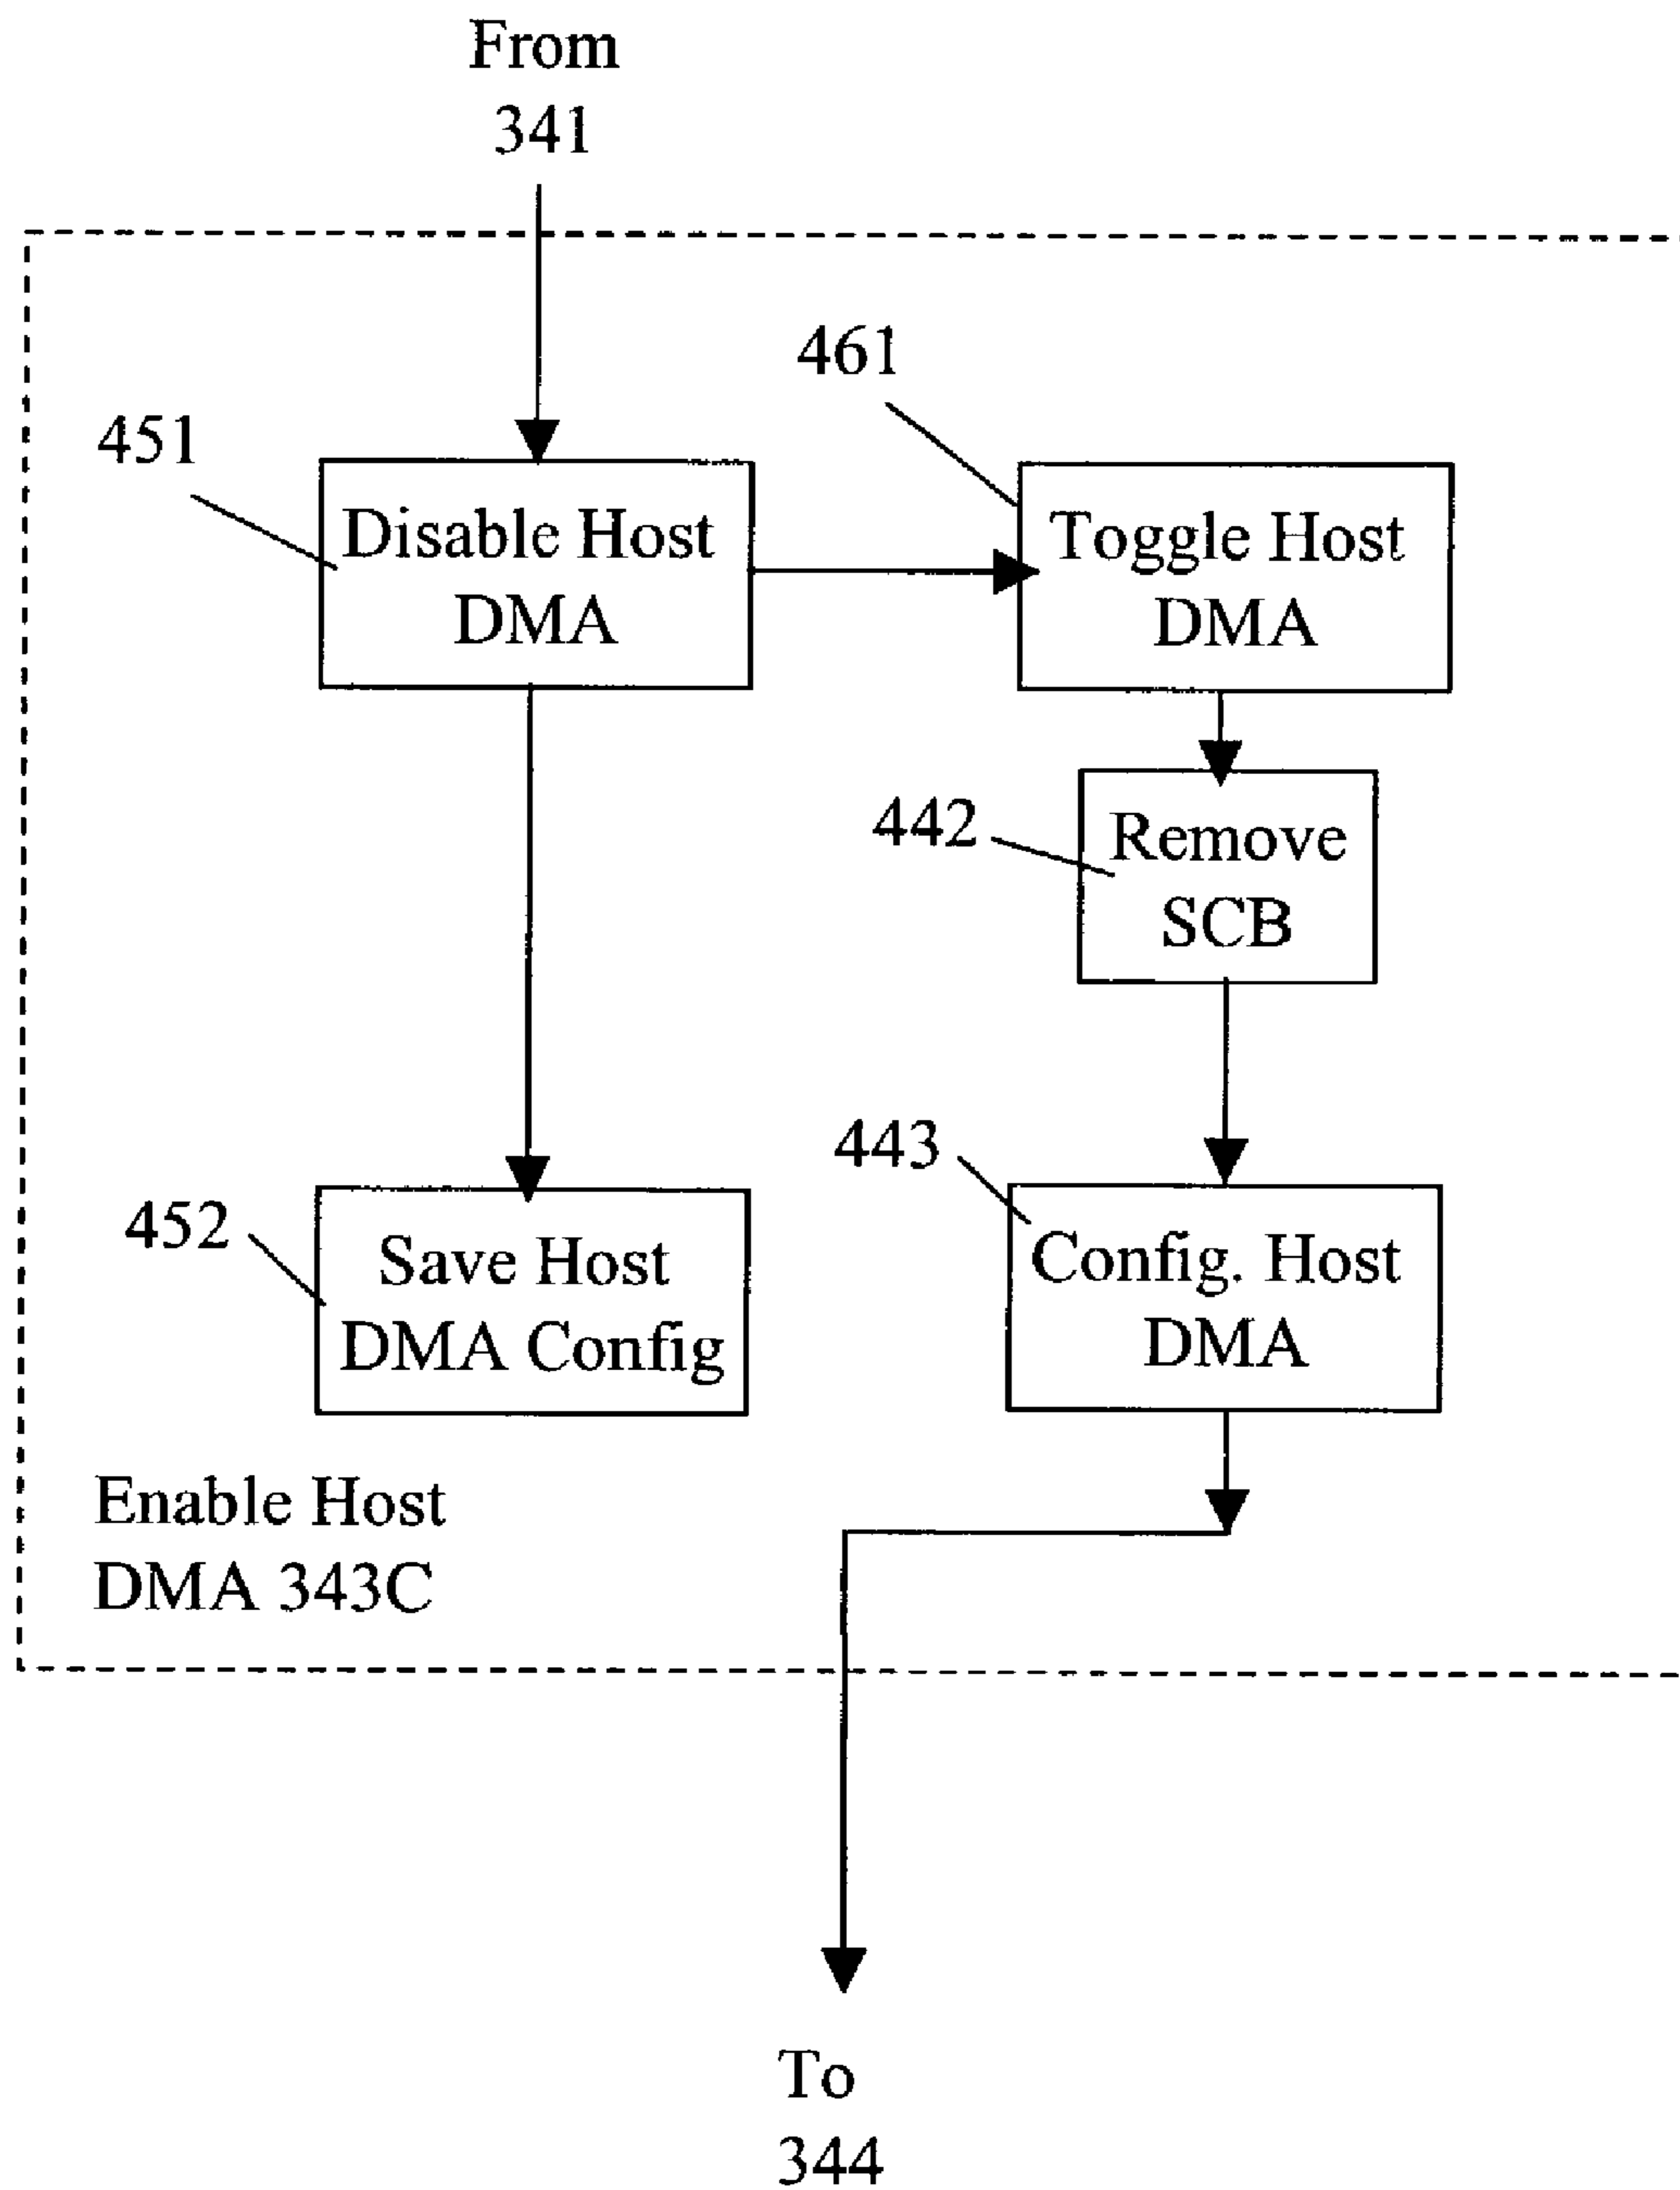 From
341
461
451
Disable Host
DMA
Toggle Host
DMA
442
Remove
SCB
443
452
Save Host
DMA Config
Config. Host
DMA
Enable Host
DMA 343C
To
344